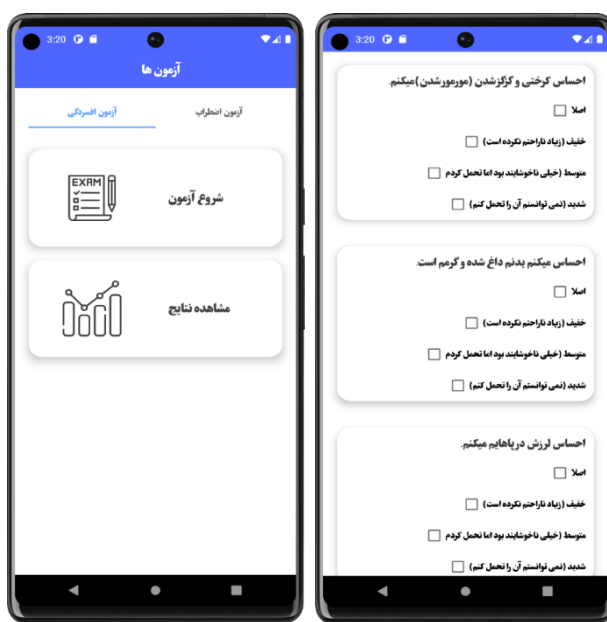 3:20
آزمون ها
آزمون اضطراب
آزمون افسردگی
EXAM
شروع آزمون
مشاهده نتایج
3:20
احساس کرختی و گزگزشدن (مورمورشدن)میکنم.
اصلا
خفیف (زیاد ناراحتم نکرده است)
متوسط (خیلی ناخوشایند بود اما تحمل کردم
شدید (نمی توانستم آن را تحمل کنم)
احساس میکنم بدنم داغ شده و گرمم است.
اصلا
خفیف (زیاد ناراحتم نکرده است)
متوسط (خیلی ناخوشایند بود اما تحمل کردم
شدید (نمی توانستم آن را تحمل کنم)
احساس لرزش درپاهایم میکنم.
اصلا
خفیف (زیاد ناراحتم نکرده است)
متوسط (خیلی ناخوشایند بود اما تحمل کردم
شدید (نمی توانستم آن را تحمل کنم)